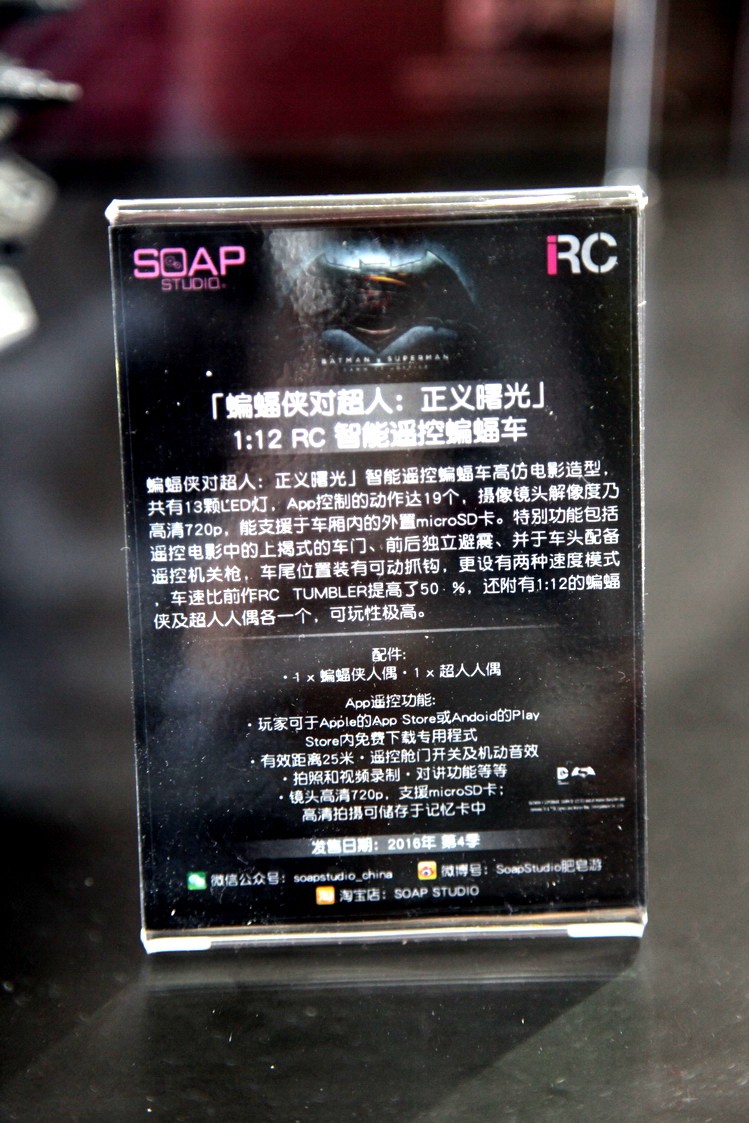 SOAP
STUDIO
iRC
BATMAN v SUPERMAN
「蝙蝠侠对超人：正义曙光」
1:12 RC 智能遥控蝙蝠车
蝙蝠侠对超人：正义曙光」智能遥控蝙蝠车高仿电影造型，
共有13颗LED灯，App控制的动作达19个，摄像镜头解像度乃
高清720p，能支援于车厢内的外置microSD卡。特别功能包括
遥控电影中的上揭式的车门、前后独立避震、并于车头配备
遥控机关枪，车尾位置装有可动抓钩，更设有两种速度模式
，车速比前作RC TUMBLER提高了50 %，还附有1:12的蝙蝠
侠及超人人偶各一个，可玩性极高。
配件:
·1 x 蝙蝠侠人偶·1 x 超人人偶
App遥控功能:
·玩家可于Apple的App Store或Andoid的Play
Store内免费下载专用程式
·有效距离25米·遥控舱门开关及机动音效
·拍照和视频录制·对讲功能等等
·镜头高清720p，支援microSD卡:
高清拍摄可储存于记忆卡中
发售日期：2016年 第4季
微信公众号：soapstudio_china
微博号：SoapStudio肥皂游
淘 淘宝店：SOAP STUDIO